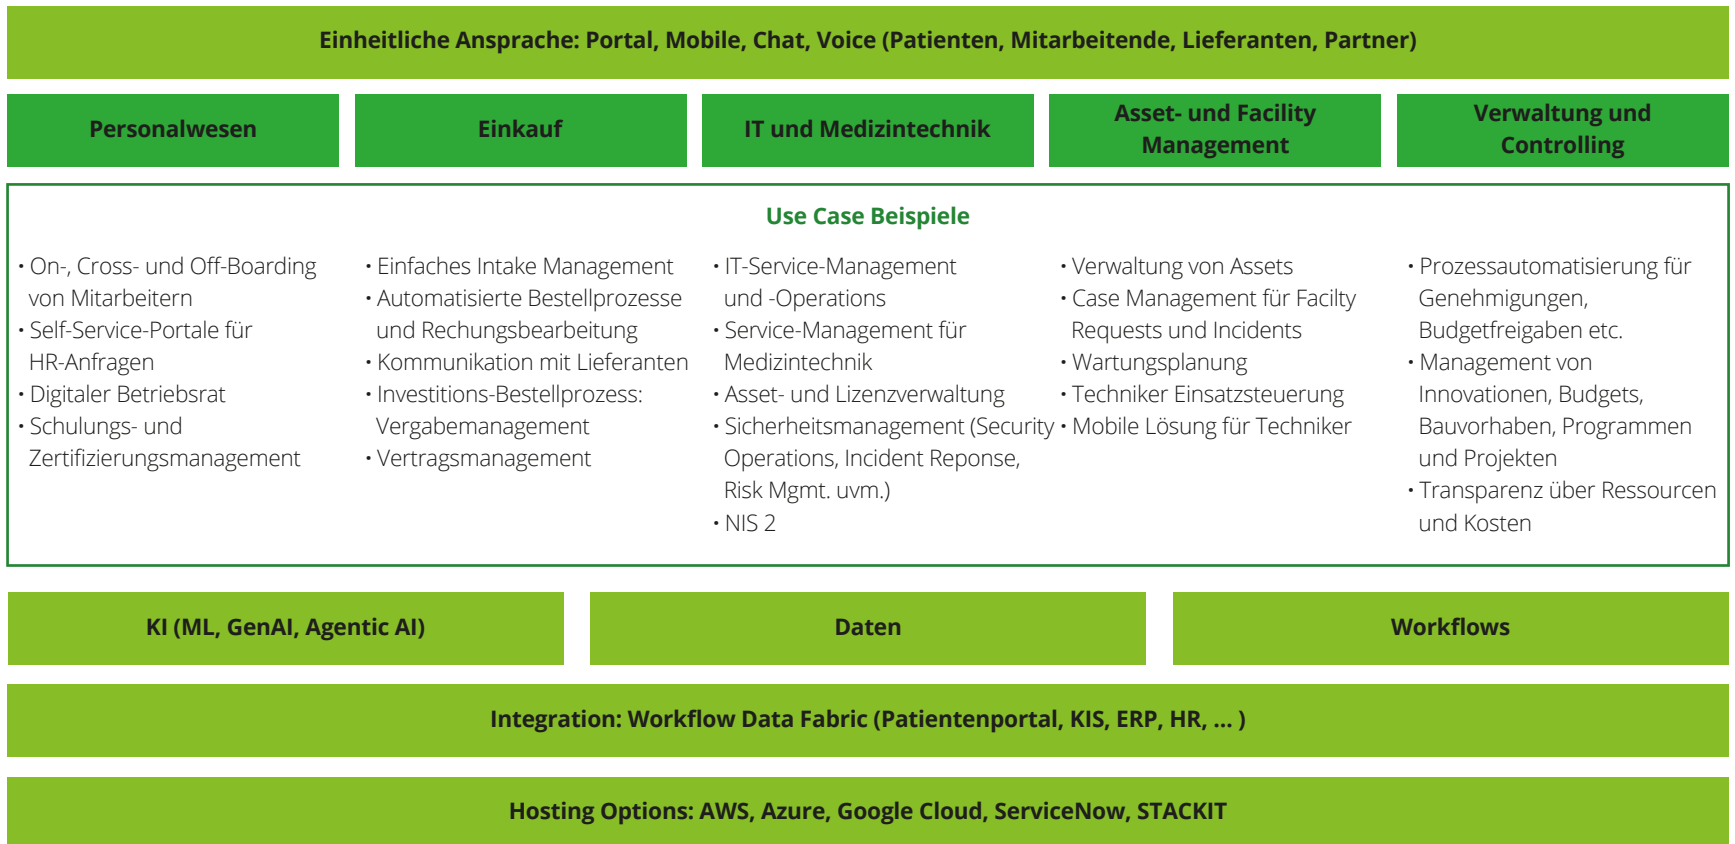 Einheitliche Ansprache: Portal, Mobile, Chat, Voice (Patienten, Mitarbeitende, Lieferanten, Partner)
Personalwesen
Einkauf
IT und Medizintechnik
Asset- und Facility
Management
Verwaltung und
Controlling
Use Case Beispiele
• On-, Cross- und Off-Boarding
von Mitarbeitern
• Self-Service-Portale für
HR-Anfragen
• Digitaler Betriebsrat
• Schulungs- und
Zertifizierungsmanagement
• Einfaches Intake Management
• Automatisierte Bestellprozesse
und Rechungsbearbeitung
• Kommunikation mit Lieferanten
• Investitions-Bestellprozess:
Vergabemanagement
• Vertragsmanagement
• IT-Service-Management
und -Operations
• Service-Management für
Medizintechnik
• Asset- und Lizenzverwaltung
• Sicherheitsmanagement (Security
Operations, Incident Reponse,
Risk Mgmt. uvm.)
• NIS 2
• Verwaltung von Assets
• Case Management für Facilty
Requests und Incidents
• Wartungsplanung
• Techniker Einsatzsteuerung
• Mobile Lösung für Techniker
• Prozessautomatisierung für
Genehmigungen,
Budgetfreigaben etc.
• Management von
Innovationen, Budgets,
Bauvorhaben, Programmen
und Projekten
• Transparenz über Ressourcen
und Kosten
KI (ML, GenAI, Agentic AI)
Daten
Workflows
Integration: Workflow Data Fabric (Patientenportal, KIS, ERP, HR, … )
Hosting Options: AWS, Azure, Google Cloud, ServiceNow, STACKIT